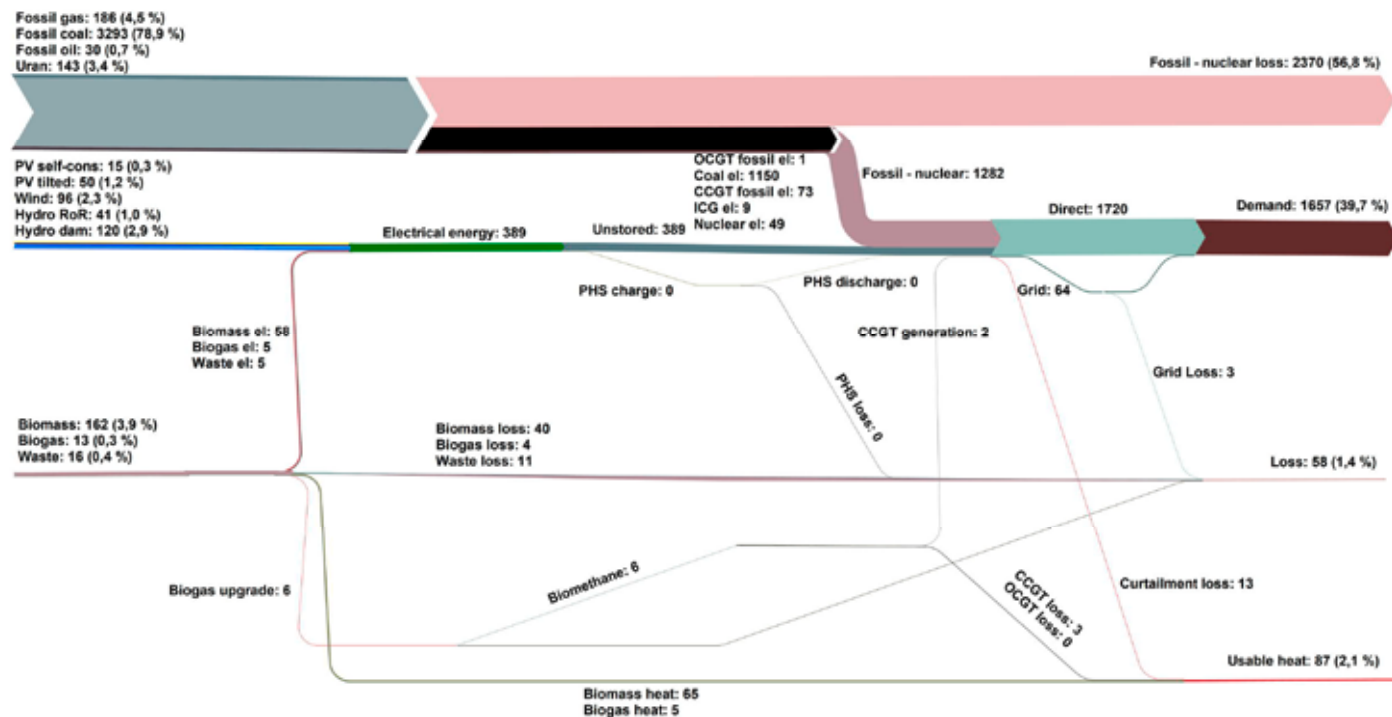 Fossil gas: 186 (4,5 %)
Fossil coal: 3293 (78,9 %)
Fossil oil: 30 (0,7 %)
Uran: 143 (3,4 %)
Fossil - nuclear loss: 2370 (56,8 %)
PV self-cons: 15 (0,3 %)
PV tilted: 50 (1,2 %)
Wind: 96 (2,3 %)
Hydro RoR: 41 (1,0 %)
Hydro dam: 120 (2,9 %)
OCGT fossil el: 1
Coal el: 1150
CCGT fossil el: 73
ICG el: 9
Nuclear el: 49
Fossil - nuclear: 1282
Direct: 1720
Demand: 1657 (39,7 %)
Electrical energy: 389
Unstored: 389
PHS charge: 0
PHS discharge: 0
Grid: 64
Biomass el: 58
Biogas el: 5
Waste el: 5
CCGT generation: 2
Grid Loss: 3
PHS loss: 0
Biomass: 162 (3,9 %)
Biogas: 13 (0,3 %)
Waste: 16 (0,4 %)
Biomass loss: 40
Biogas loss: 4
Waste loss: 11
Loss: 58 (1,4 %)
Biogas upgrade: 6
Biomethane: 6
CCGT loss: 3
OCGT loss: 0
Curtailment loss: 13
Usable heat: 87 (2,1 %)
Biomass heat: 65
Biogas heat: 5